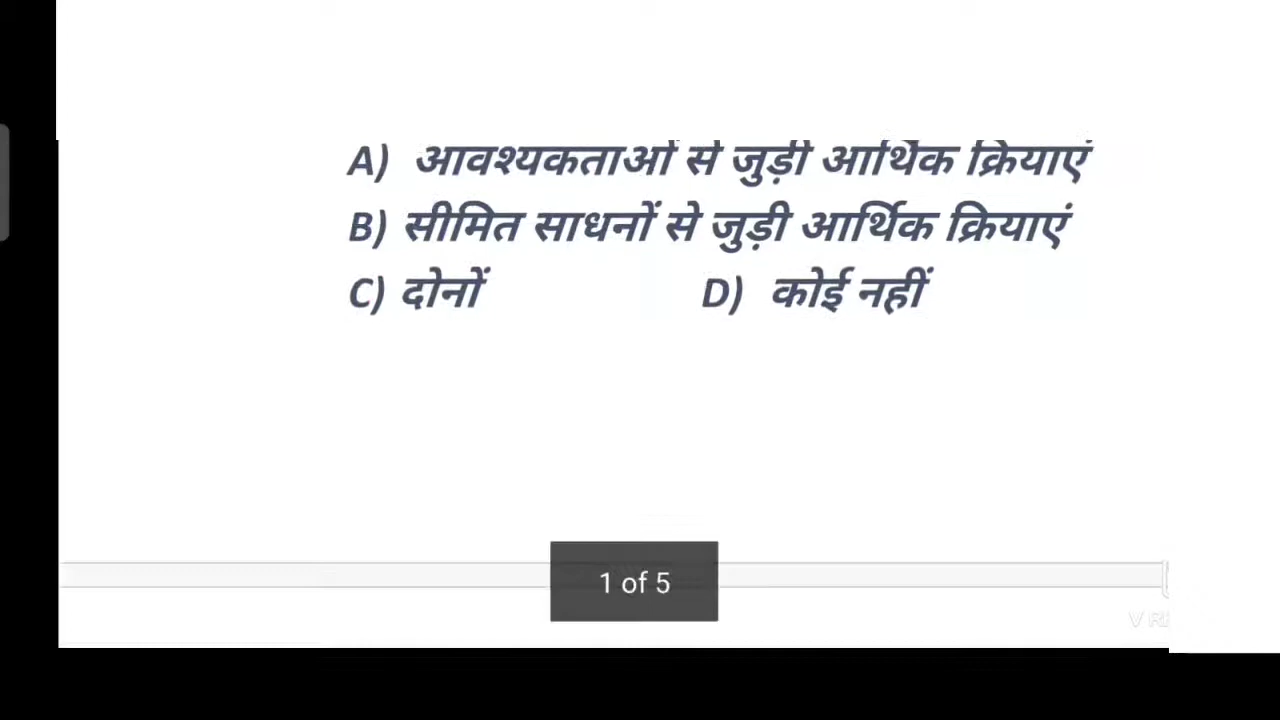 A) आवश्यकताओं से जुड़ी आर्थिक क्रियाएं
B) सीमित साधनों से जुड़ी आर्थिक क्रियाएं
C) दोनों D) कोई नहीं
1 of 5